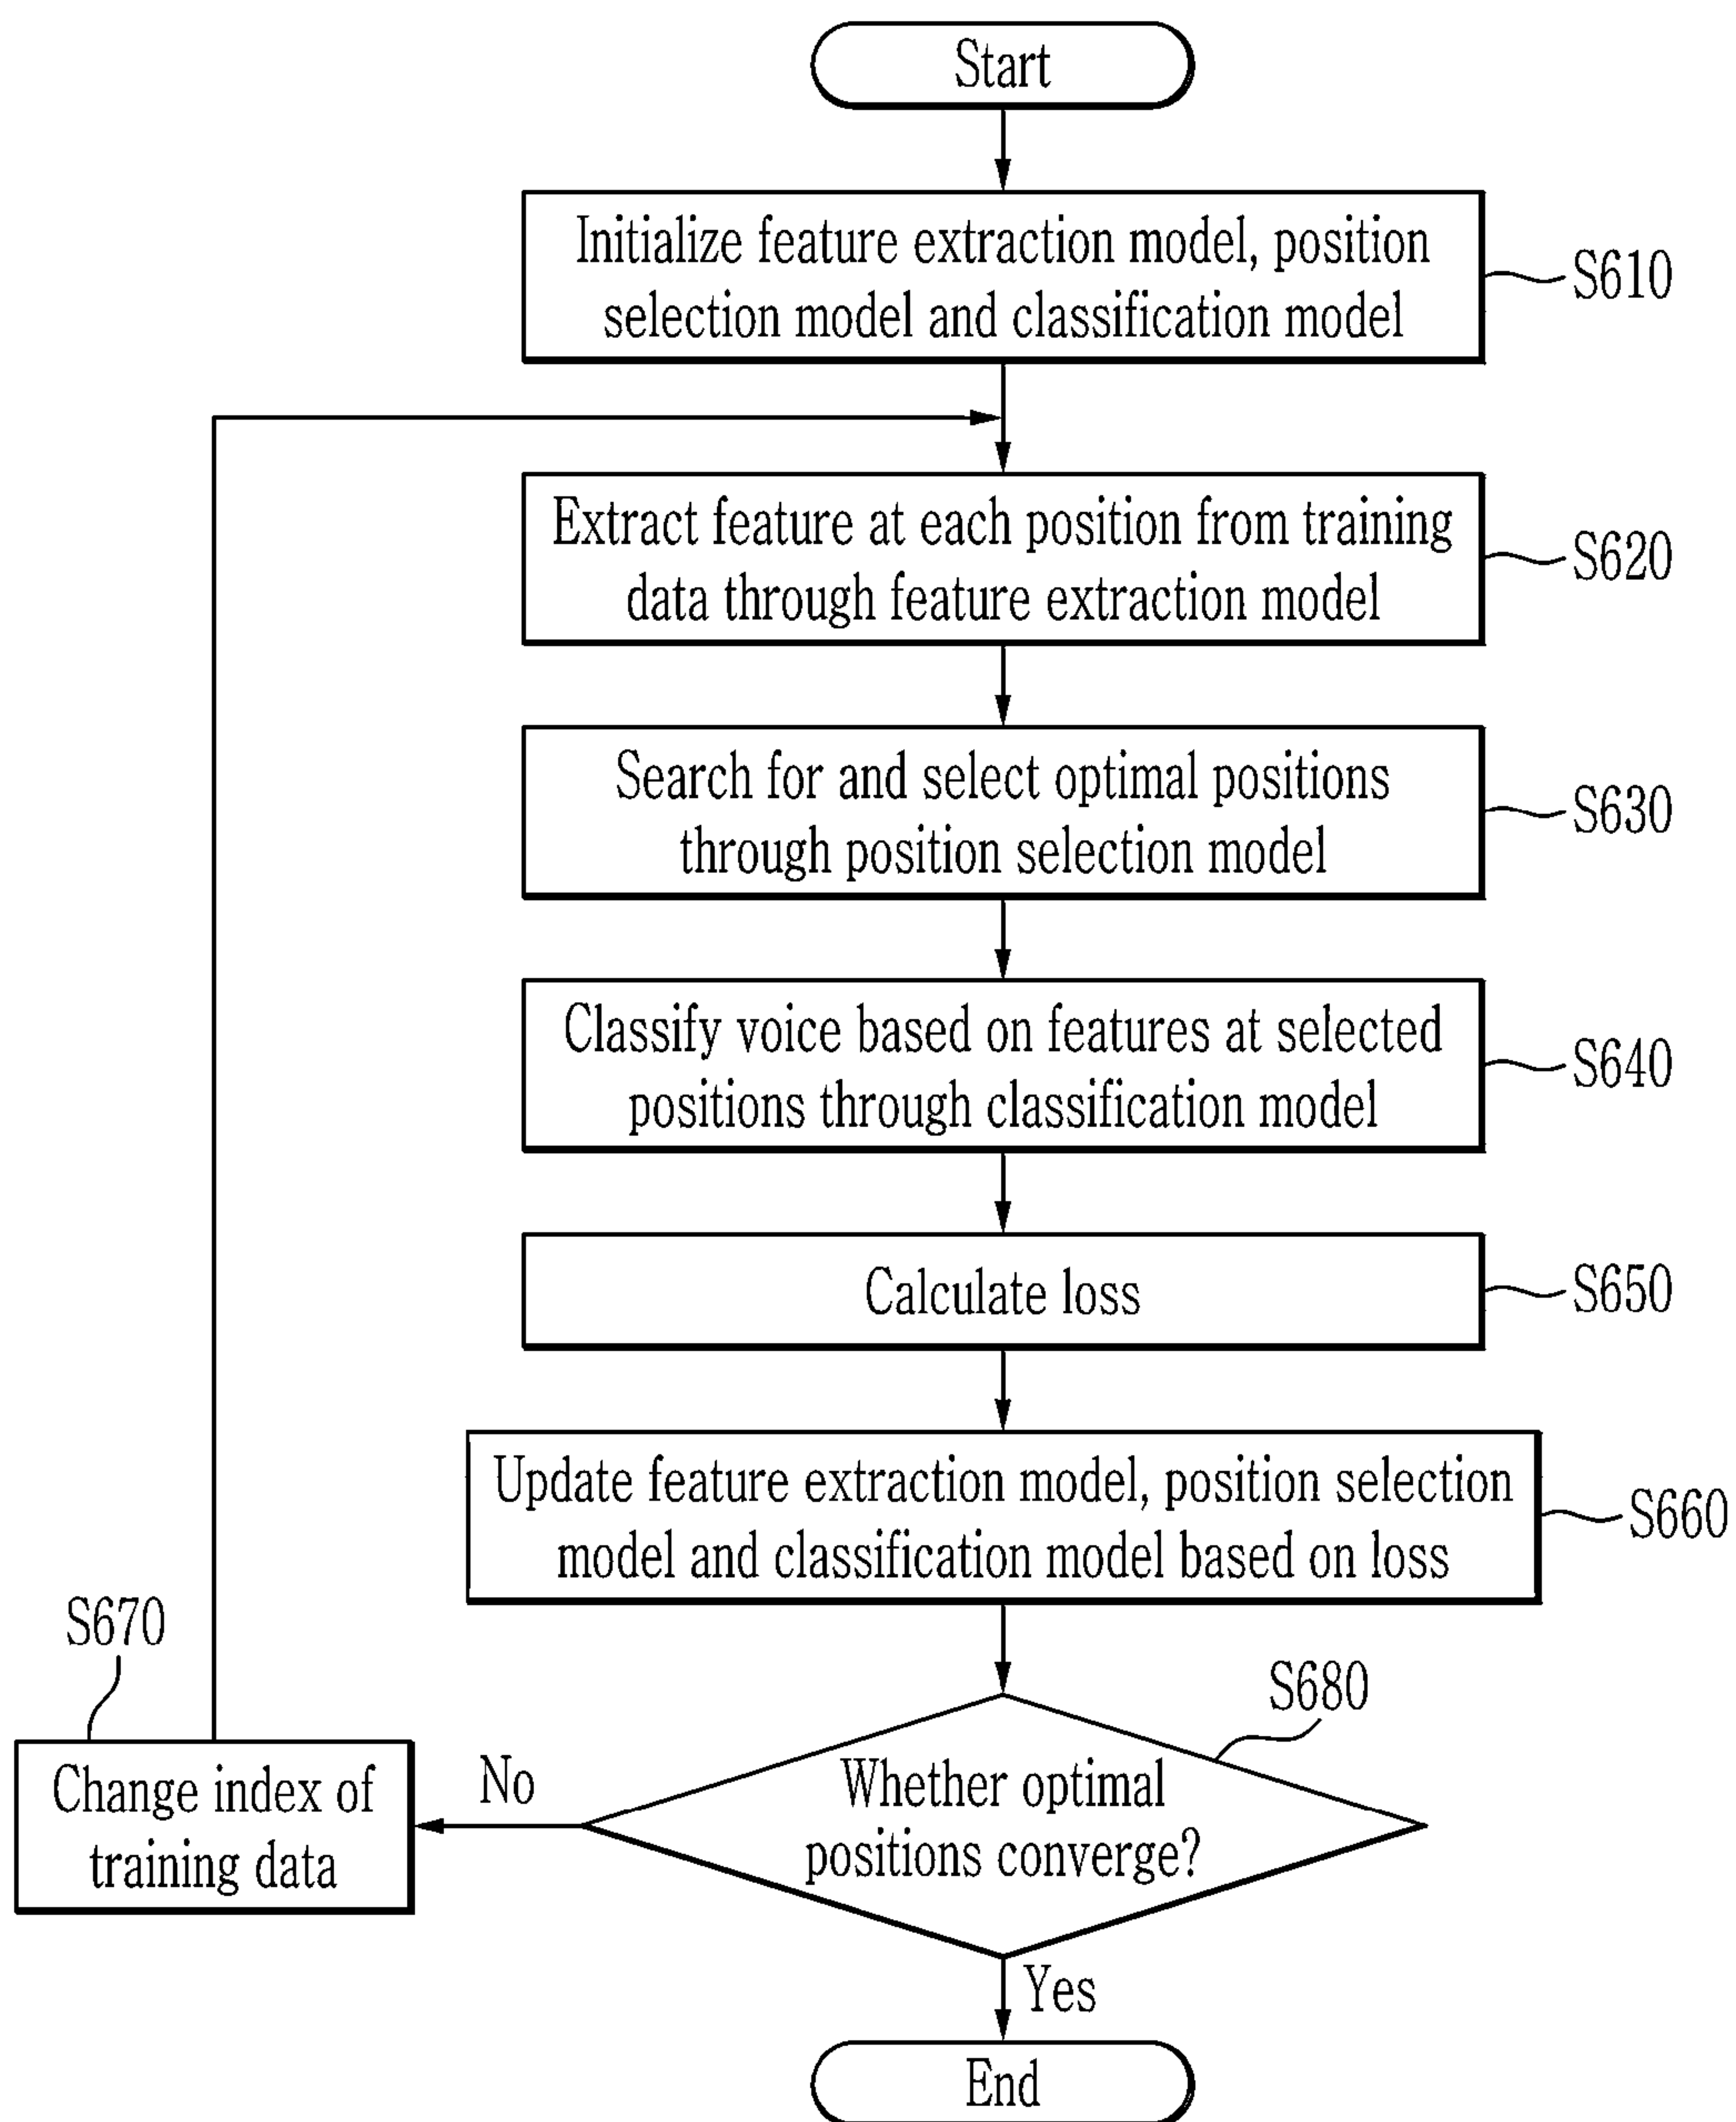 Start
Initialize feature extraction model, position
selection model and classification model
S610
Extract feature at each position from training
data through feature extraction model
S620
Search for and select optimal positions
through position selection model
S630
Classify voice based on features at selected
positions through classification model
S640
Calculate loss
S650
Update feature extraction model, position selection
model and classification model based on loss
S660
S670
Change index of
training data
No
S680
Whether optimal
positions converge?
Yes
End